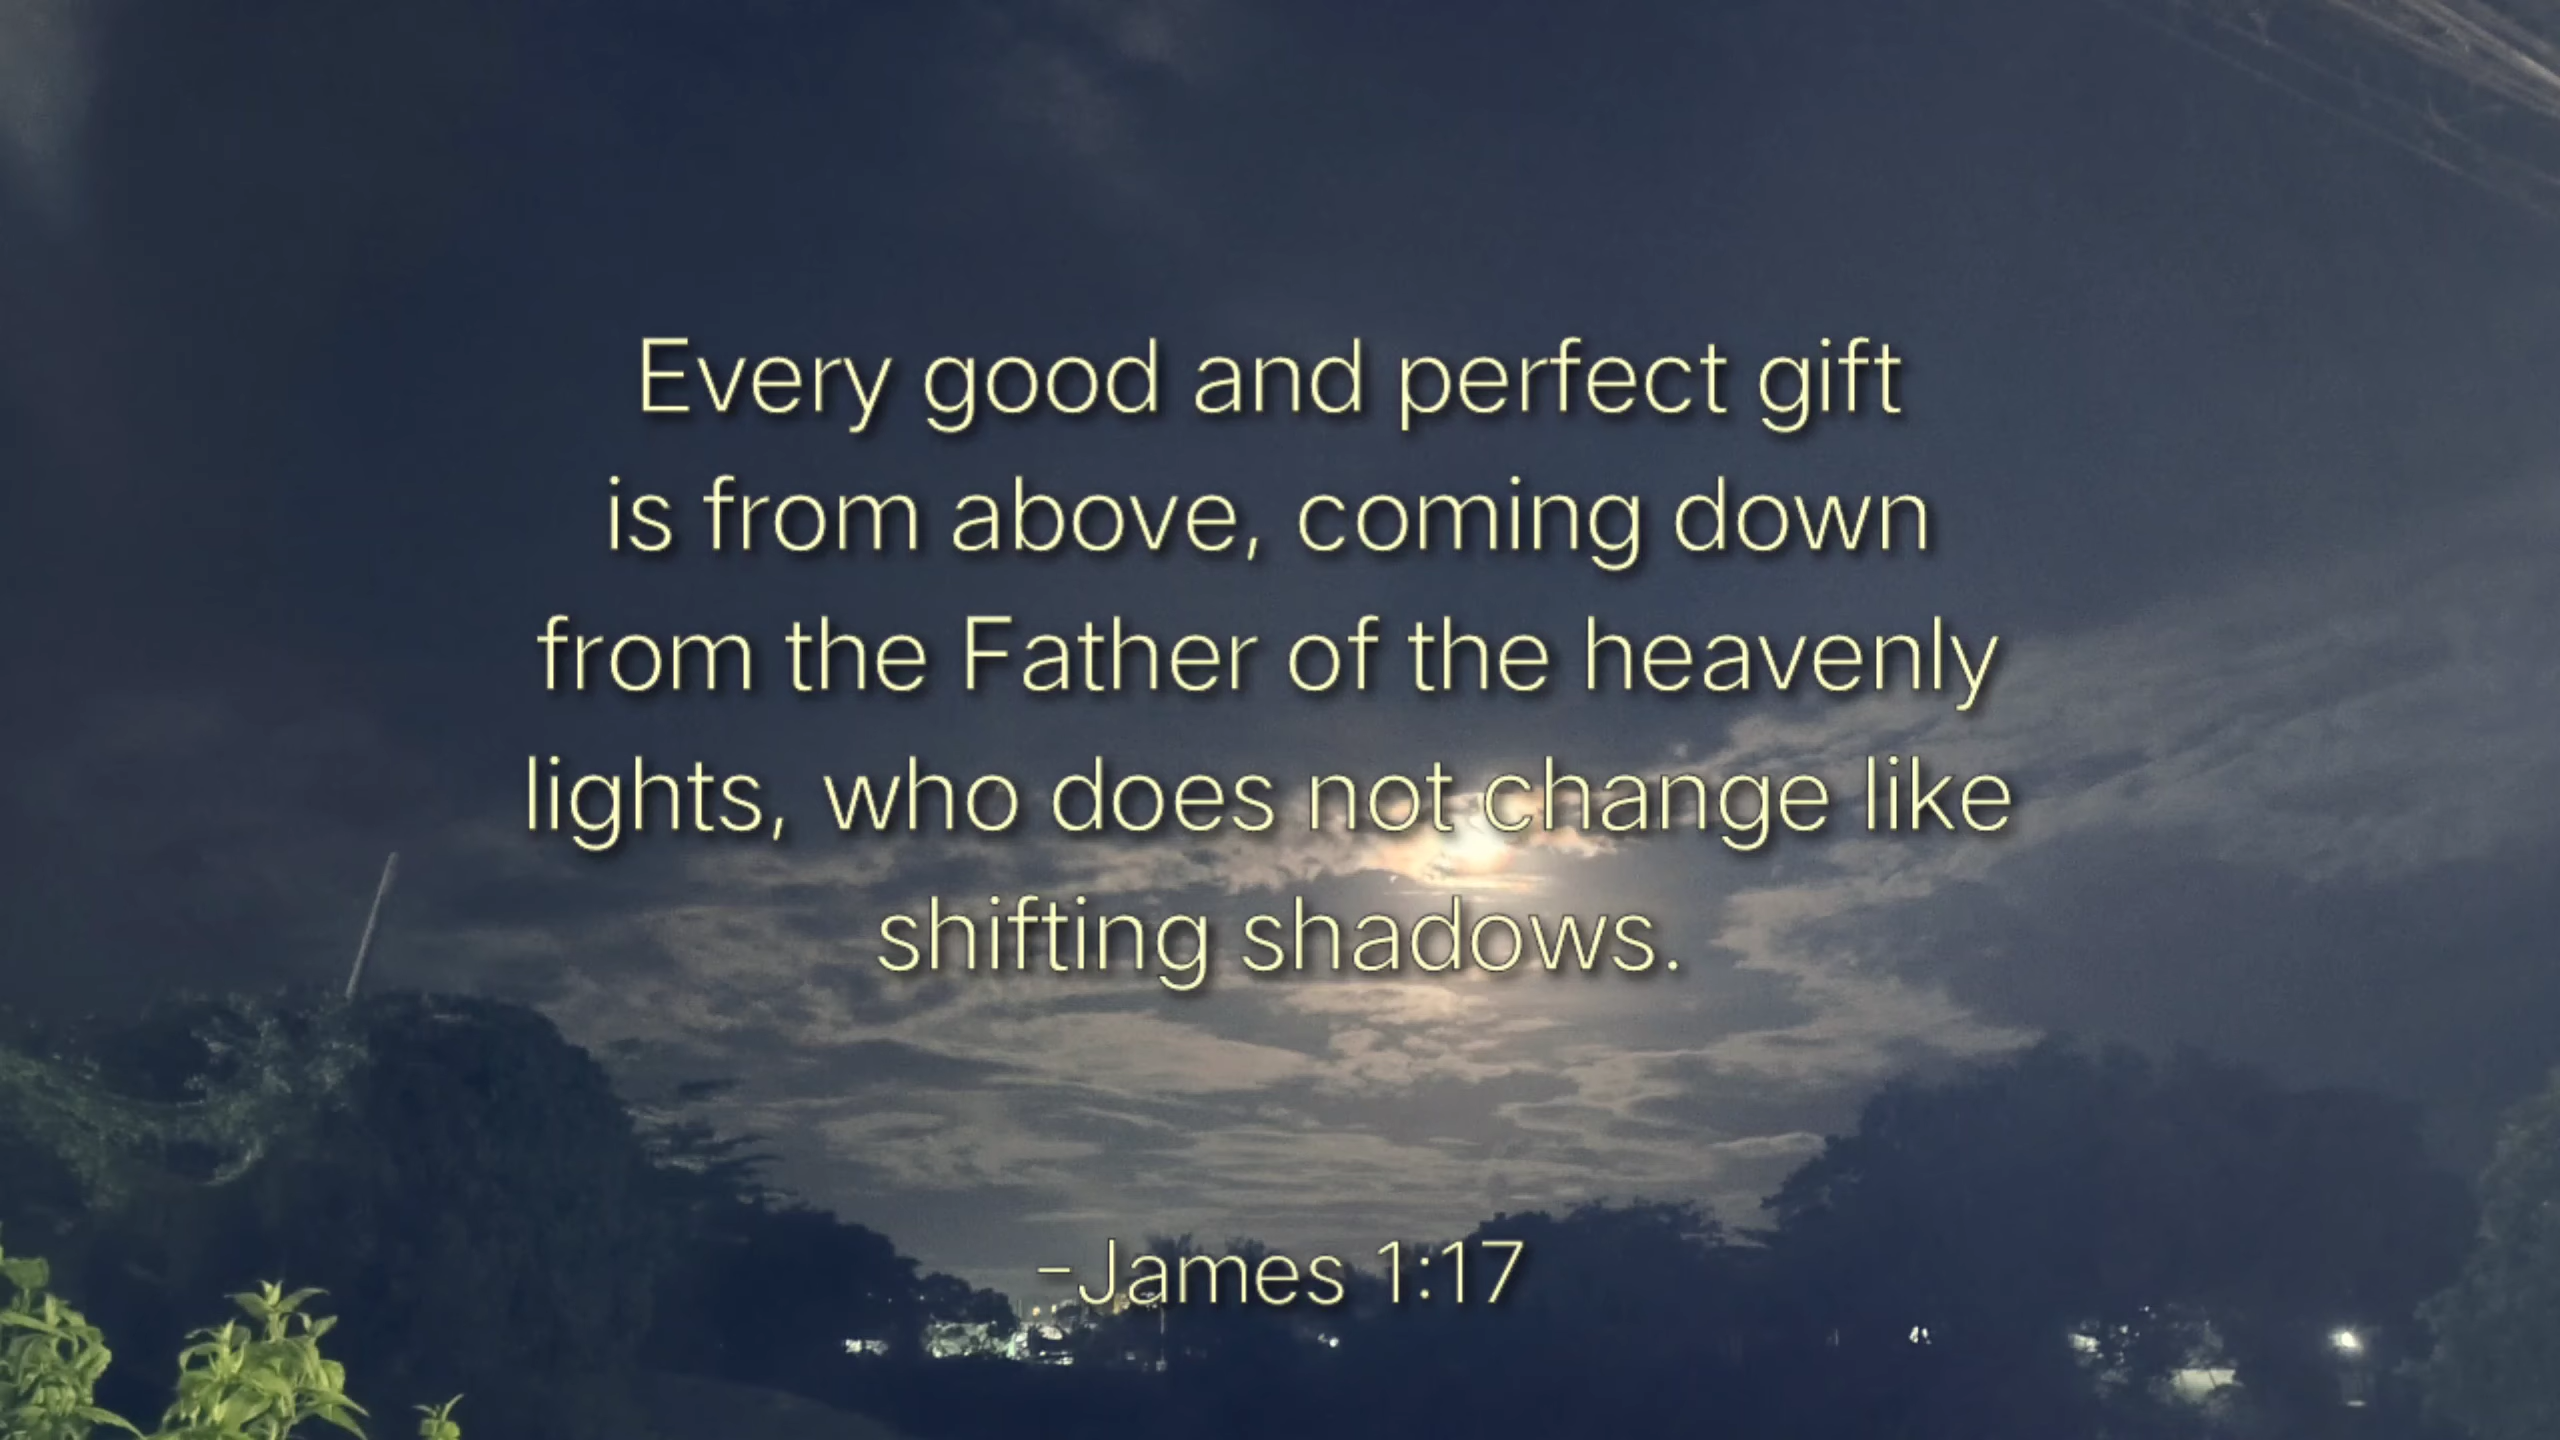 Every good and perfect gift
is from above, coming down
from the Father of the heavenly
lights, who does not change like
shifting shadows.
-James 1:17